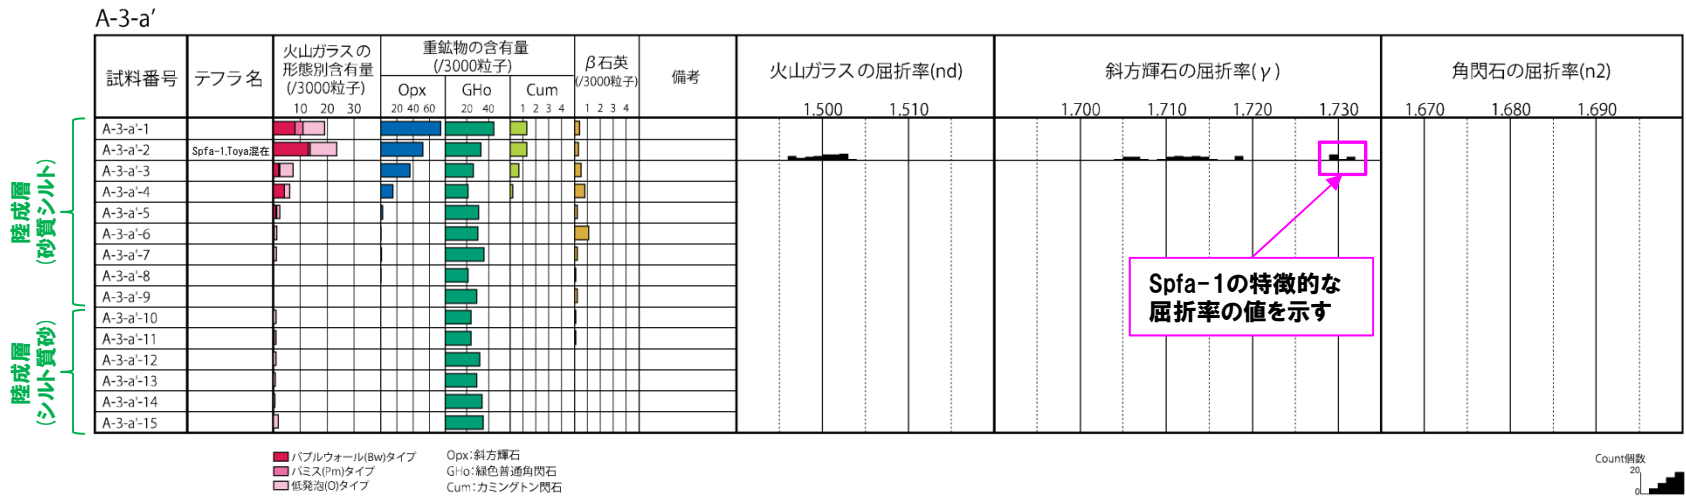 A-3-a′
試料番号
テフラ名
火山ガラスの
形態別含有量
(/3000粒子)
10 20 30
重鉱物の含有量
(/3000粒子)
Opx GHo Cum
20 40 60 20 40 1 2 3 4
β石英
(/3000粒子)
1 2 3 4
備考
火山ガラスの屈折率(nd)
1,500 1,510
斜方輝石の屈折率(γ)
1,700 1,710 1,720 1,730
角閃石の屈折率(n2)
1,670 1,680 1,690
A-3-a'-1
A-3-a'-2 Spfa-1,Toya混在
A-3-a'-3
A-3-a'-4
A-3-a'-5
A-3-a'-6
A-3-a'-7
A-3-a'-8
A-3-a'-9
A-3-a'-10
A-3-a'-11
A-3-a'-12
A-3-a'-13
A-3-a'-14
A-3-a'-15
陸成層
(砂質シルト)
陸成層
(シルト質砂)
Spfa-1の特徴的な
屈折率の値を示す
バブルウォール(Bw)タイプ
パミス(Pm)タイプ
低発泡(O)タイプ
Opx:斜方輝石
GHo:緑色普通角閃石
Cum:カミングトン閃石
Count個数
20
0